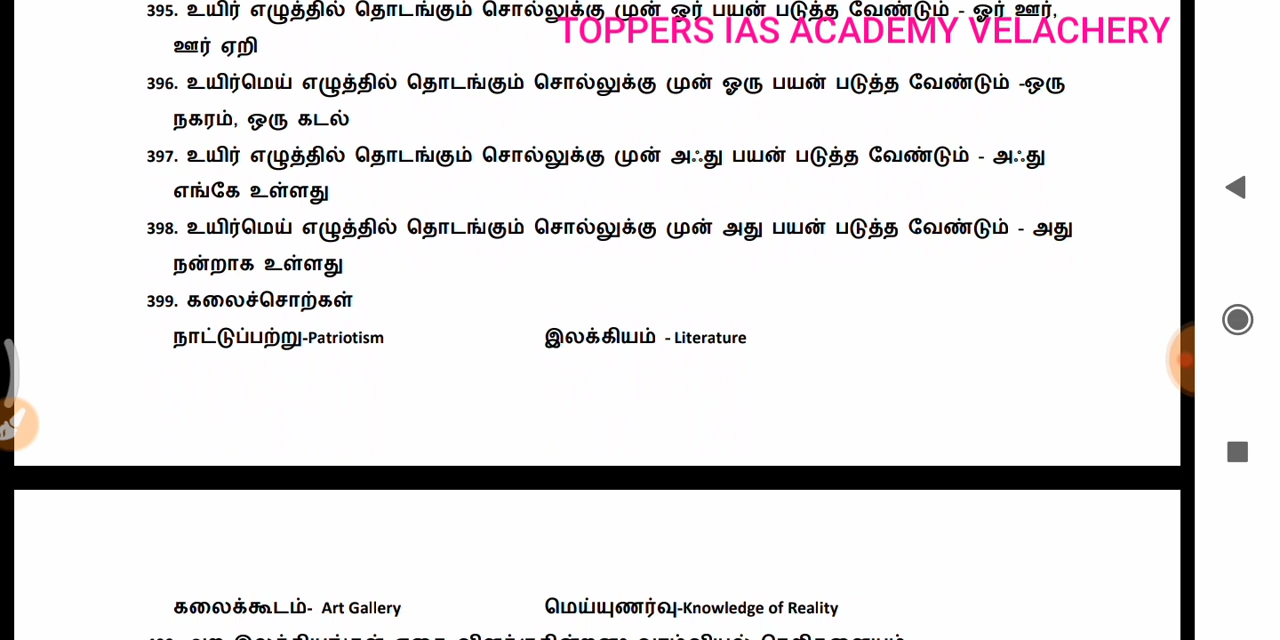 395. உயிர் எழுத்தில் தொடங்கும் சொல்லுக்கு முன் ஓர் பயன் படுத்த வேண்டும் - ஓர் ஊர்,
TOPPERS IAS ACADEMY VELACHERY
ஊர் ஏறி
396. உயிர்மெய் எழுத்தில் தொடங்கும் சொல்லுக்கு முன் ஓரு பயன் படுத்த வேண்டும் -ஒரு
நகரம், ஒரு கடல்
397. உயிர் எழுத்தில் தொடங்கும் சொல்லுக்கு முன் அஃது பயன் படுத்த வேண்டும் - அஃது
எங்கே உள்ளது
398. உயிர்மெய் எழுத்தில் தொடங்கும் சொல்லுக்கு முன் அது பயன் படுத்த வேண்டும் - அது
நன்றாக உள்ளது
399. கலைச்சொற்கள்
நாட்டுப்பற்று-Patriotism இலக்கியம் - Literature
கலைக்கூடம்- Art Gallery மெய்யுணர்வு-Knowledge of Reality